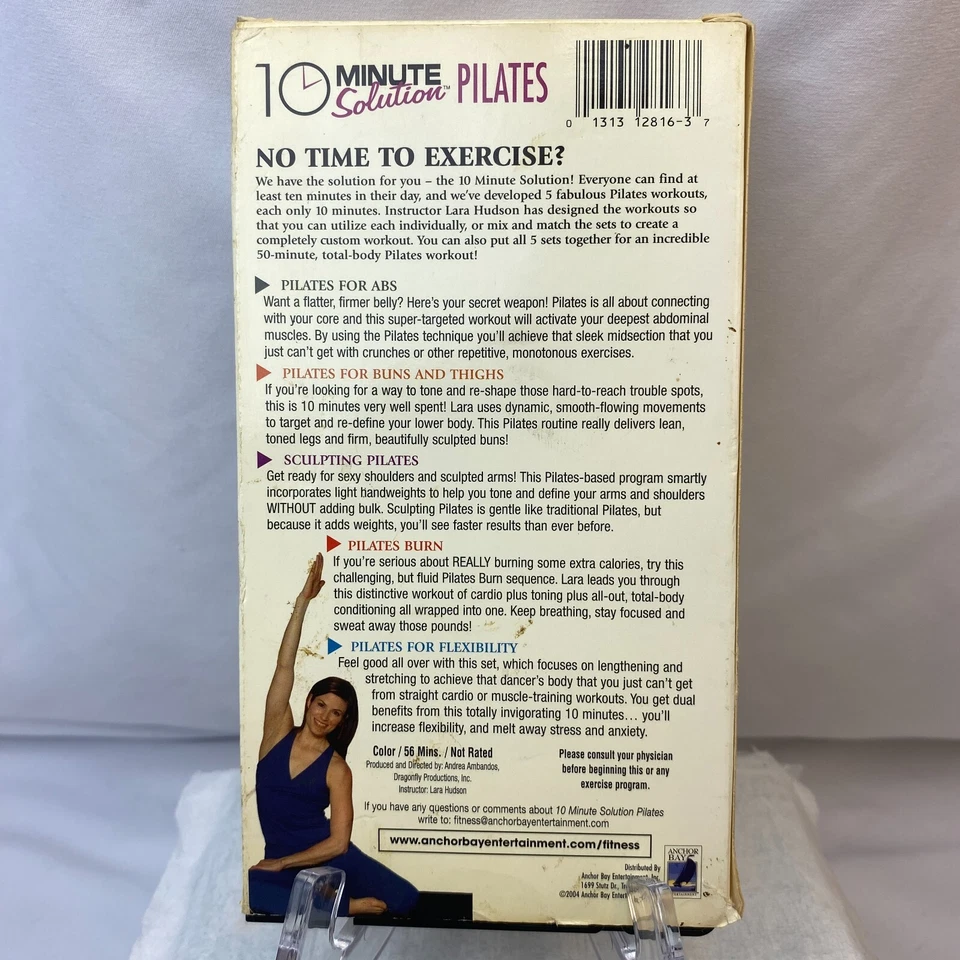 10 MINUTE Solution™ PILATES
0 1313 12816-3 7
NO TIME TO EXERCISE?
We have the solution for you – the 10 Minute Solution! Everyone can find at
least ten minutes in their day, and we've developed 5 fabulous Pilates workouts,
each only 10 minutes. Instructor Lara Hudson has designed the workouts so
that you can utilize each individually, or mix and match the sets to create a
completely custom workout. You can also put all 5 sets together for an incredible
50-minute, total-body Pilates workout!
PILATES FOR ABS
Want a flatter, firmer belly? Here's your secret weapon! Pilates is all about connecting
with your core and this super-targeted workout will activate your deepest abdominal
muscles. By using the Pilates technique you'll achieve that sleek midsection that you
just can't get with crunches or other repetitive, monotonous exercises.
PILATES FOR BUNS AND THIGHS
If you're looking for a way to tone and re-shape those hard-to-reach trouble spots,
this is 10 minutes very well spent! Lara uses dynamic, smooth-flowing movements
to target and re-define your lower body. This Pilates routine really delivers lean,
toned legs and firm, beautifully sculpted buns!
SCULPTING PILATES
Get ready for sexy shoulders and sculpted arms! This Pilates-based program smartly
incorporates light handweights to help you tone and define your arms and shoulders
WITHOUT adding bulk. Sculpting Pilates is gentle like traditional Pilates, but
because it adds weights, you'll see faster results than ever before.
PILATES BURN
If you're serious about REALLY burning some extra calories, try this
challenging, but fluid Pilates Burn sequence. Lara leads you through
this distinctive workout of cardio plus toning plus all-out, total-body
conditioning all wrapped into one. Keep breathing, stay focused and
sweat away those pounds!
PILATES FOR FLEXIBILITY
Feel good all over with this set, which focuses on lengthening and
stretching to achieve that dancer's body that you just can't get
from straight cardio or muscle-training workouts. You get dual
benefits from this totally invigorating 10 minutes... you'll
increase flexibility, and melt away stress and anxiety.
Color / 56 Mins. / Not Rated
Produced and Directed by: Andrea Ambandos,
Dragonfly Productions, Inc.
Instructor: Lara Hudson
Please consult your physician
before beginning this or any
exercise program.
If you have any questions or comments about 10 Minute Solution Pilates
write to: fitness@anchorbayentertainment.com
www.anchorbayentertainment.com/fitness
Distributed By
Anchor Bay Entertainment, Inc.
1699 Stutz Dr.,
©2004 Anchor Bay
ANCHOR
BAY
ENTERTAINMENT